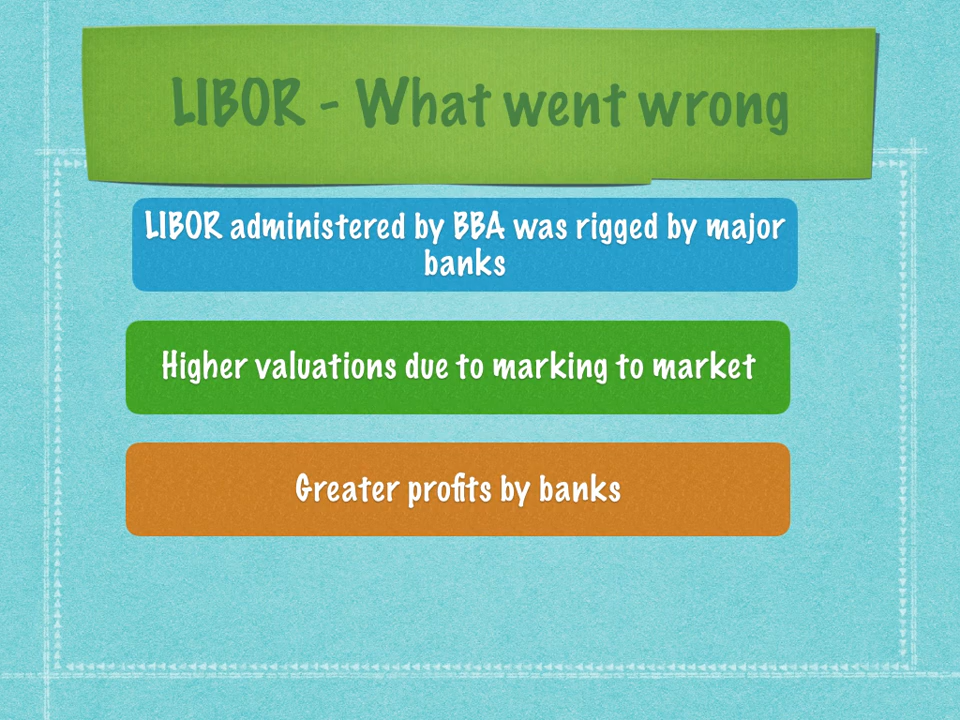 LIBOR - What went wrong
LIBOR administered by BBA was rigged by major
banks
Higher valuations due to marking to market
Greater profits by banks